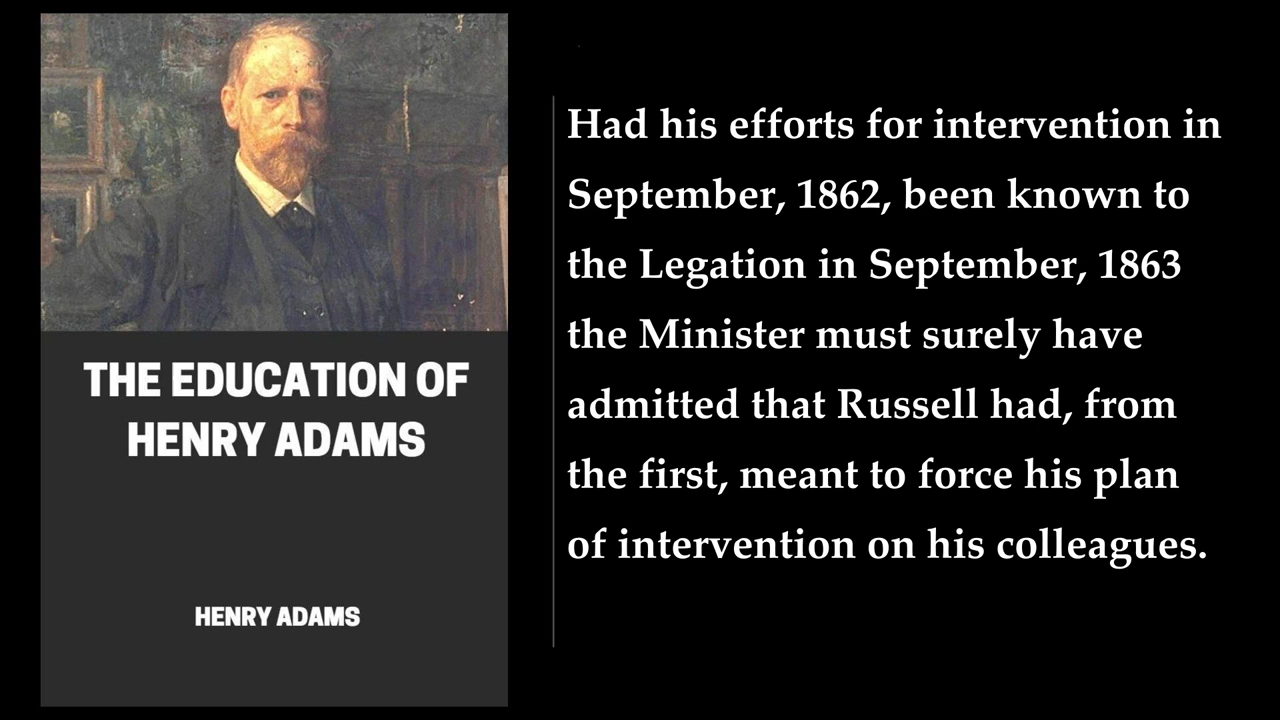 THE EDUCATION OF
HENRY ADAMS
HENRY ADAMS
Had his efforts for intervention in
September, 1862, been known to
the Legation in September, 1863
the Minister must surely have
admitted that Russell had, from
the first, meant to force his plan
of intervention on his colleagues.